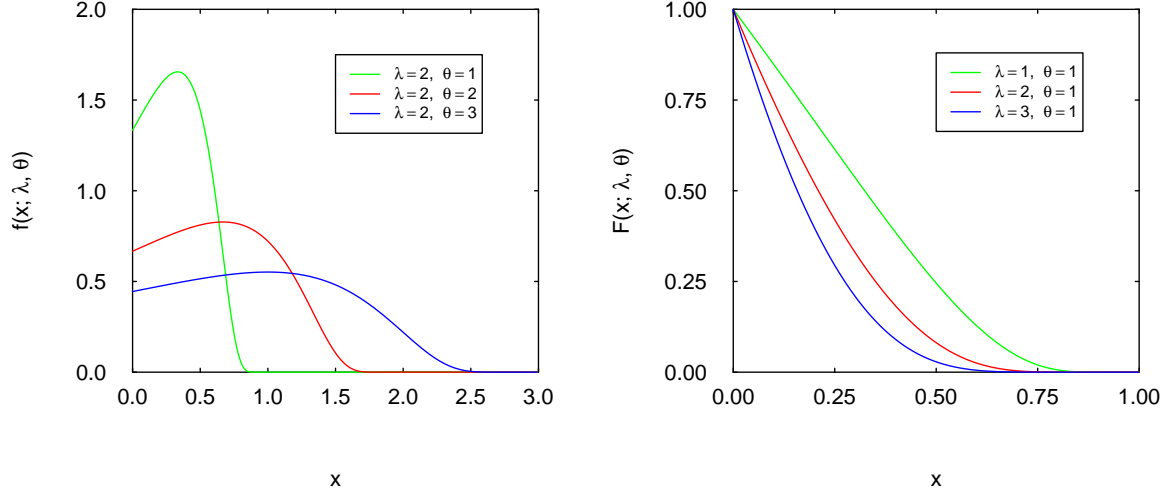 f(x; λ, θ)
2.0
1.5
1.0
0.5
0.0
0.0 0.5 1.0 1.5 2.0 2.5 3.0
x
λ=2, θ=1
λ=2, θ=2
λ=2, θ=3
F(x; λ, θ)
1.00
0.75
0.50
0.25
0.00
0.00 0.25 0.50 0.75 1.00
x
λ=1, θ=1
λ=2, θ=1
λ=3, θ=1